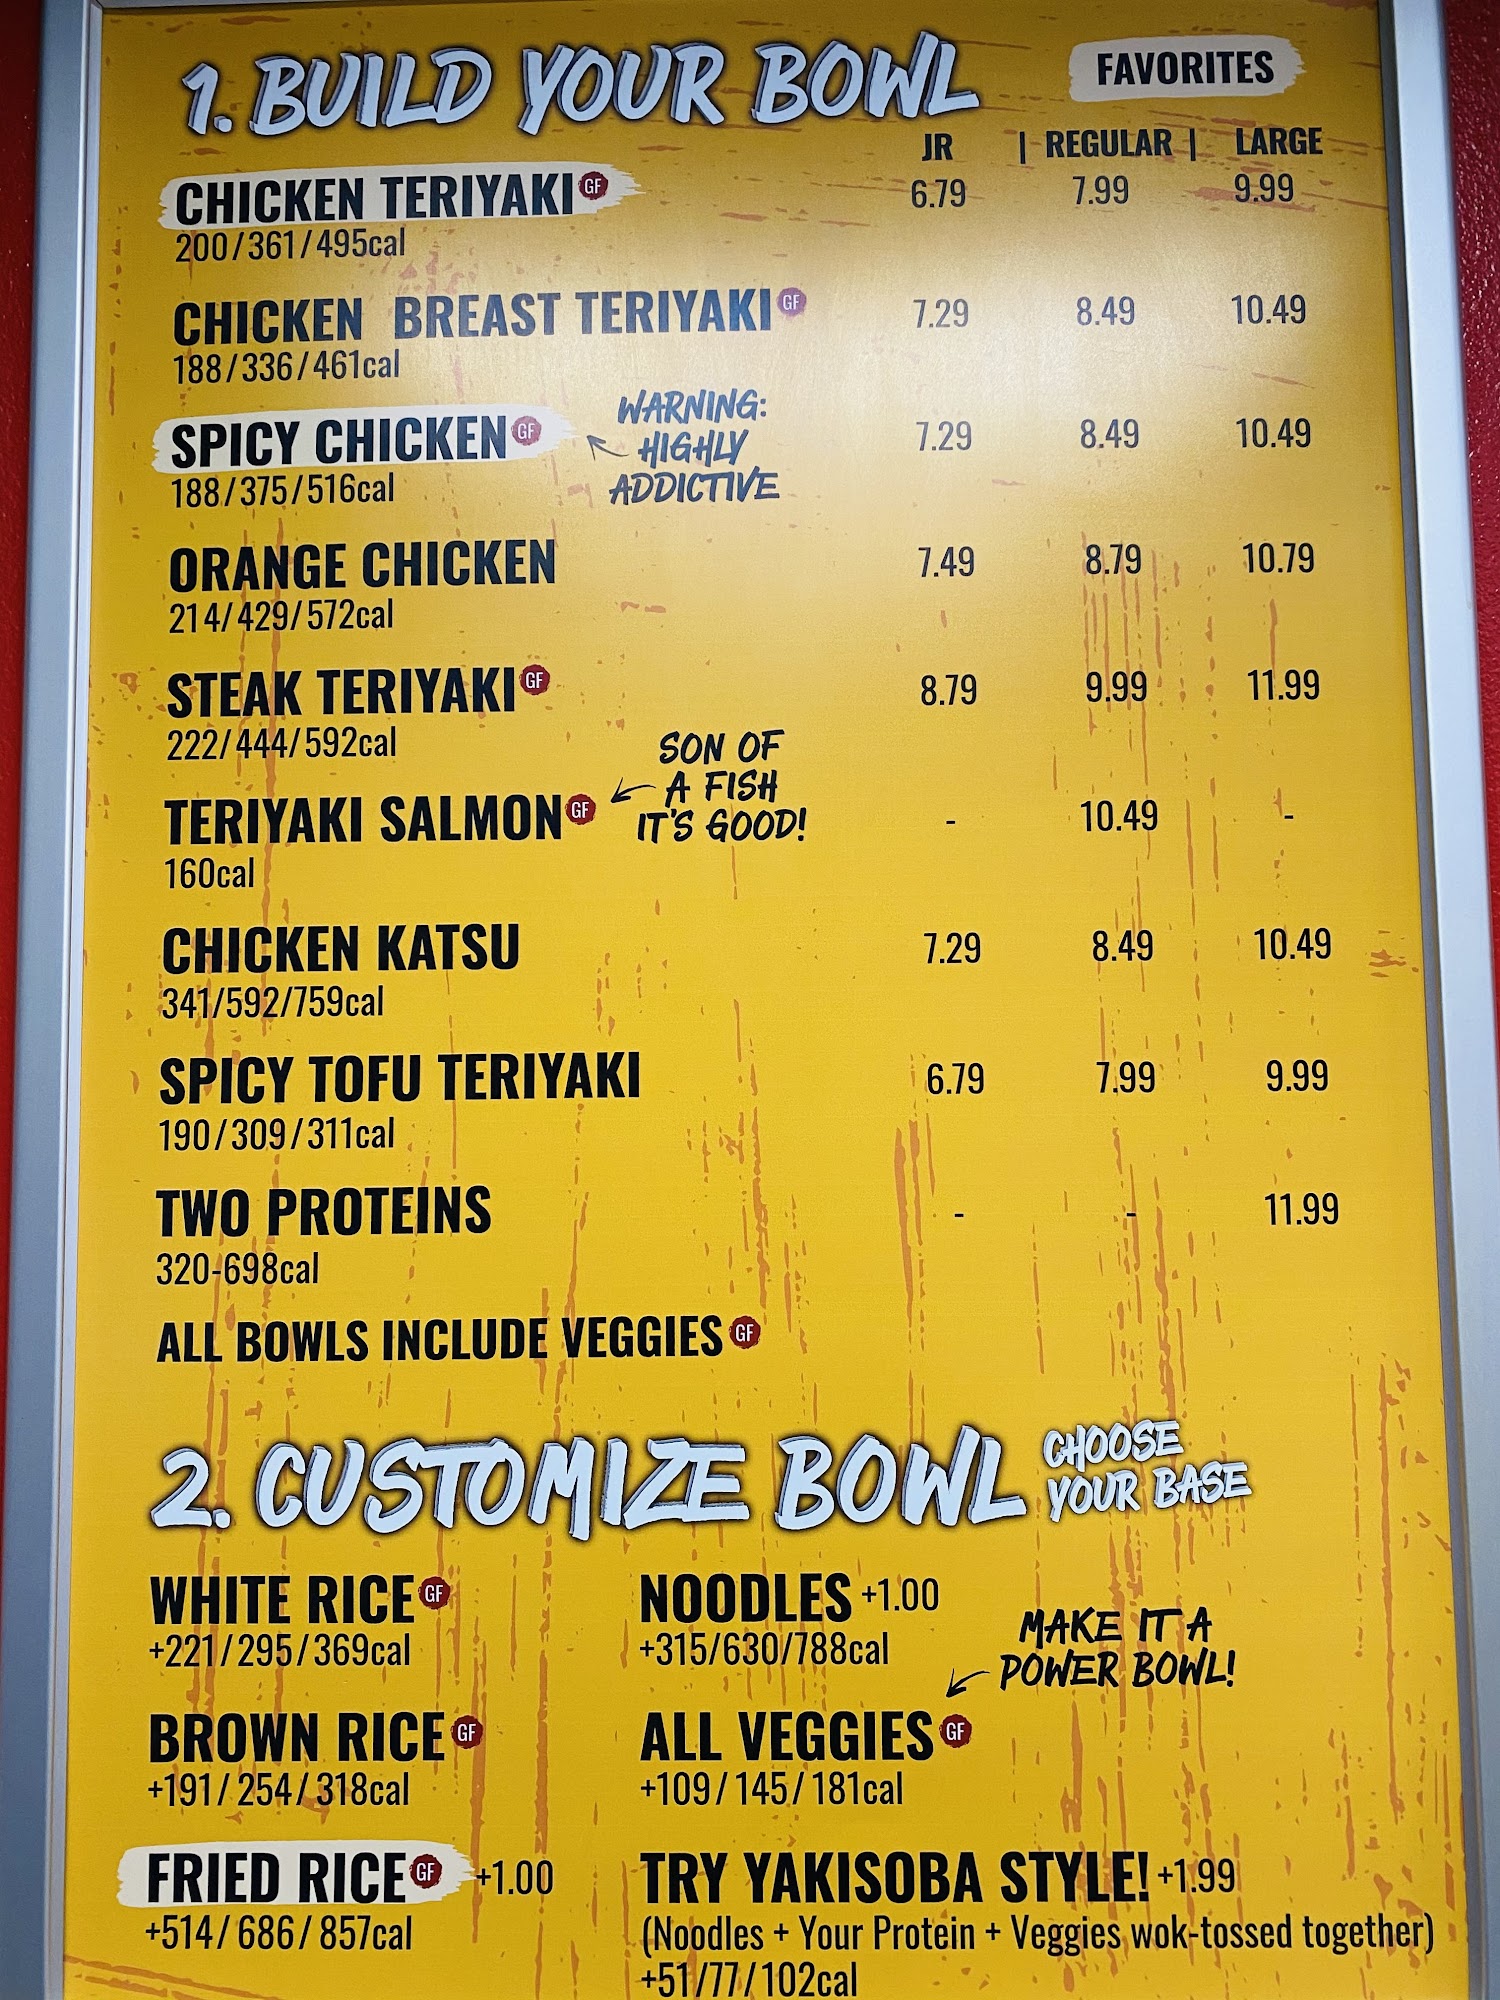 1. BUILD YOUR BOWL
FAVORITES
JR | REGULAR | LARGE
CHICKEN TERIYAKI GF 6.79 7.99 9.99
200/361/495cal
CHICKEN BREAST TERIYAKI GF 7.29 8.49 10.49
188/336/461cal
WARNING:
HIGHLY
ADDICTIVE
SPICY CHICKEN GF 7.29 8.49 10.49
188/375/516cal
ORANGE CHICKEN 7.49 8.79 10.79
214/429/572cal
STEAK TERIYAKI GF 8.79 9.99 11.99
222/444/592cal
SON OF
A FISH
IT'S GOOD!
TERIYAKI SALMON GF - 10.49 -
160cal
CHICKEN KATSU 7.29 8.49 10.49
341/592/759cal
SPICY TOFU TERIYAKI 6.79 7.99 9.99
190/309/311cal
TWO PROTEINS - - 11.99
320-698cal
ALL BOWLS INCLUDE VEGGIES GF
2. CUSTOMIZE BOWL
CHOOSE
YOUR BASE
WHITE RICE GF
+221/295/369cal
NOODLES +1.00
+315/630/788cal
MAKE IT A
POWER BOWL!
BROWN RICE GF
+191/254/318cal
ALL VEGGIES GF
+109/145/181cal
FRIED RICE GF +1.00
+514/686/857cal
TRY YAKISOBA STYLE! +1.99
(Noodles + Your Protein + Veggies wok-tossed together)
+51/77/102cal